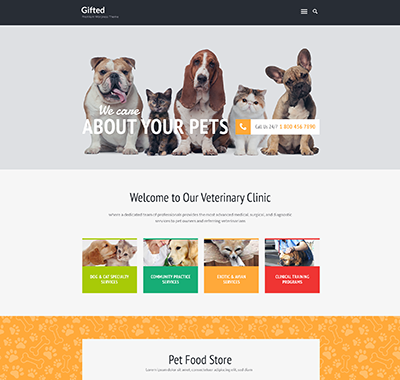 Gifted
We care
ABOUT YOUR PETS
Call Us 24/7
1 800 456 7890
Welcome to Our Veterinary Clinic
where a dedicated team of professionals provides the most advanced medical, surgical, and diagnostic
services to pet owners and referring veterinarians
DOG & CAT SPECIALTY
SERVICES
COMMUNITY PRACTICE
SERVICES
EXOTIC & AVIAN
SERVICES
CLINICAL TRAINING
PROGRAMS
Pet Food Store
Lorem ipsum dolor sit amet, consectetuer adipiscing elit, sed diam